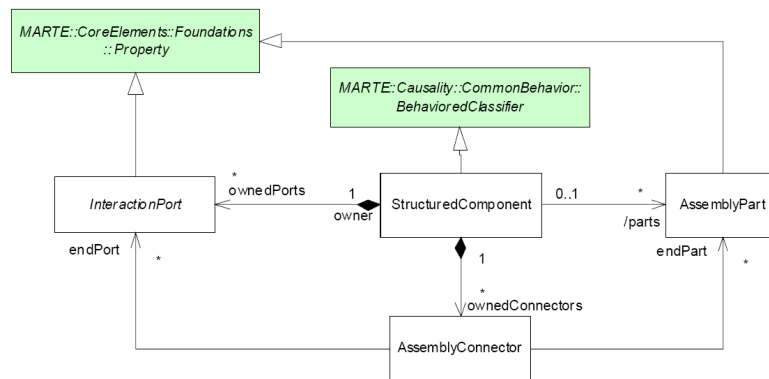 MARTE::CoreElements::Foundations
::Property
MARTE::Causality::CommonBehavior::
BehavioredClassifier
*
ownedPorts
1
owner
InteractionPort
StructuredComponent
0..1
*
/parts
AssemblyPart
endPort
*
1
endPart
*
*
ownedConnectors
AssemblyConnector